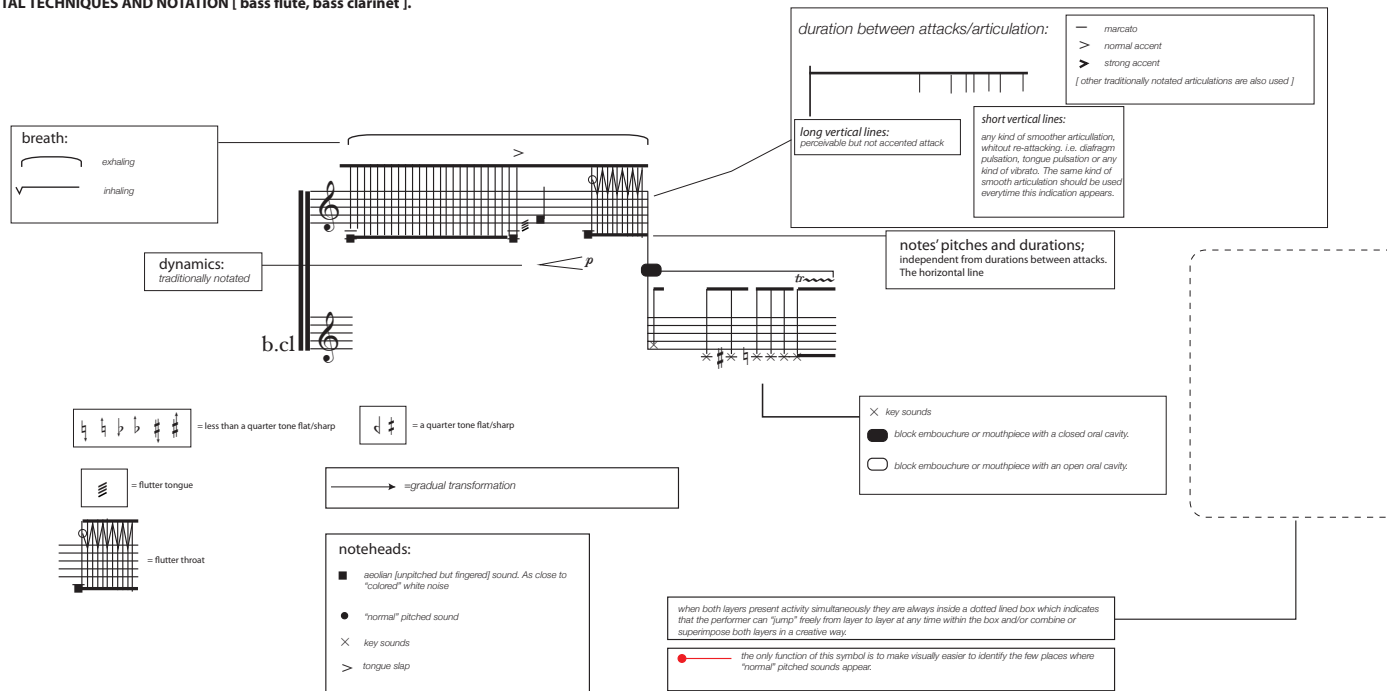 TAL TECHNIQUES AND NOTATION [ bass flute, bass clarinet ].
duration between attacks/articulation:
marcato
normal accent
strong accent
[ other traditionally notated articulations are also used ]
long vertical lines:
perceivable but not accented attack
short vertical lines:
any kind of smoother articullation,
whitout re-attacking. i.e. diafragm
pulsation, tongue pulsation or any
kind of vibrato. The same kind of
smooth articulation should be used
everytime this indication appears.
breath:
exhaling
inhaling
dynamics:
traditionally notated
p
notes' pitches and durations;
independent from durations between attacks.
The horizontal line
tr
b.cl
= less than a quarter tone flat/sharp
= a quarter tone flat/sharp
key sounds
block embouchure or mouthpiece with a closed oral cavity.
block embouchure or mouthpiece with an open oral cavity.
= flutter tongue
=gradual transformation
= flutter throat
noteheads:
aeolian [unpitched but fingered] sound. As close to
"colored" white noise
"normal" pitched sound
key sounds
tongue slap
when both layers present activity simultaneously they are always inside a dotted lined box which indicates
that the performer can "jump" freely from layer to layer at any time within the box and/or combine or
superimpose both layers in a creative way.
the only function of this symbol is to make visually easier to identify the few places where
"normal" pitched sounds appear.